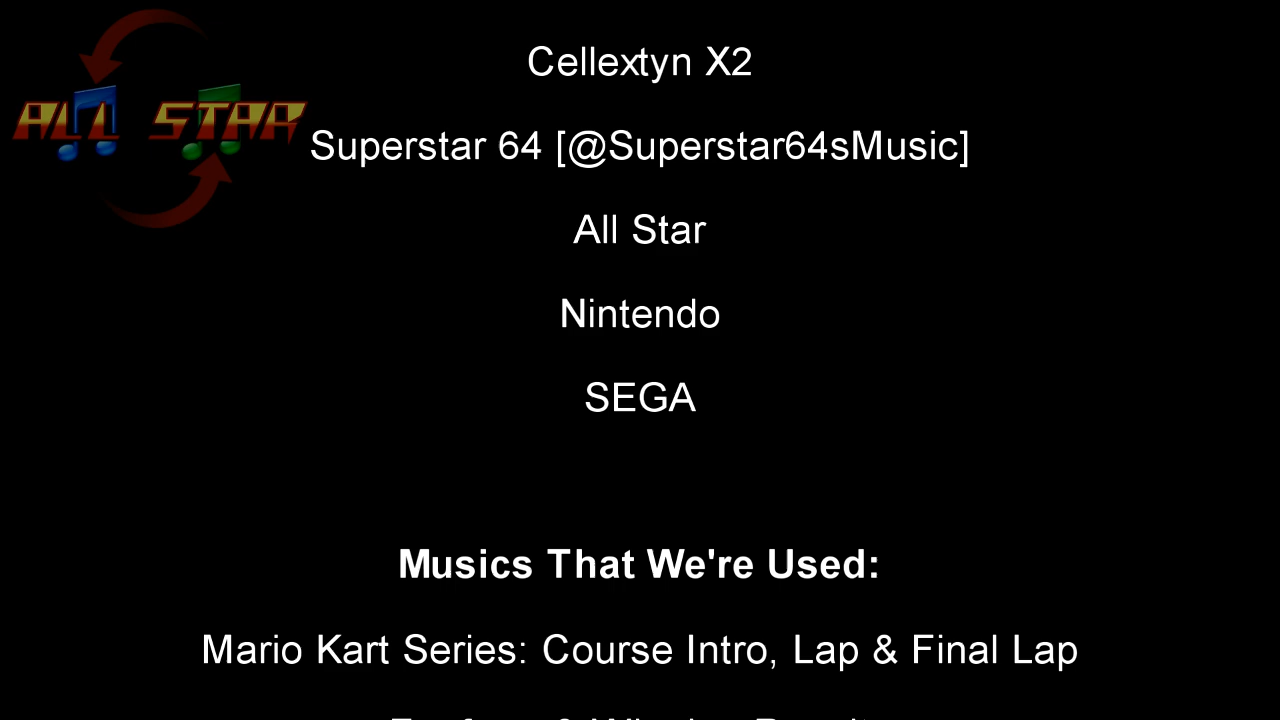 Cellextyn X2
ALL STAR
Superstar 64 [@Superstar64sMusic]
All Star
Nintendo
SEGA
Musics That We're Used:
Mario Kart Series: Course Intro, Lap & Final Lap